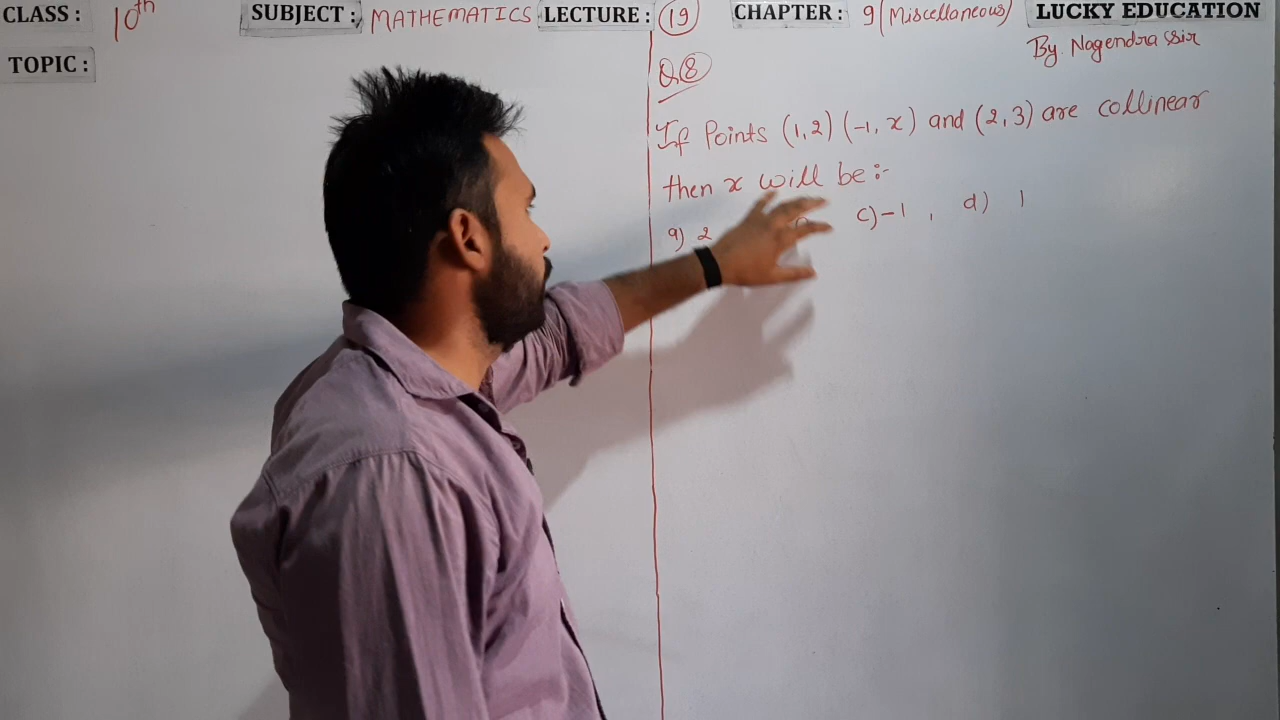 CLASS : 10th SUBJECT : MATHEMATICS LECTURE : 19 CHAPTER : 9 (Miscellaneous) LUCKY EDUCATION
By Nagendra Sir
TOPIC :
Q 8
If Points (1,2) (-1, x) and (2,3) are collinear
then x will be :-
a) 2 c) -1 , d) 1